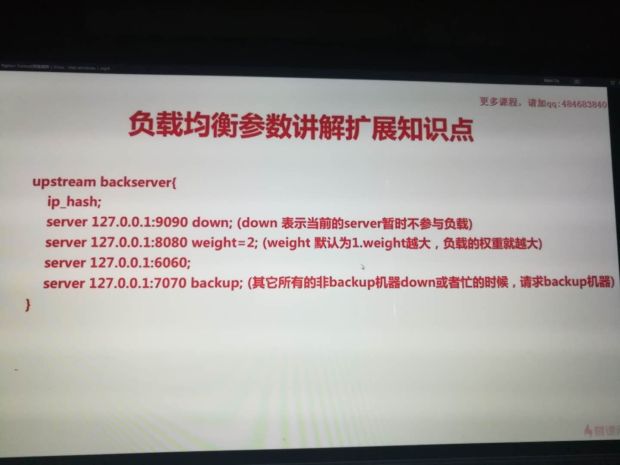 更多课程，请加qq:484683840
负载均衡参数讲解扩展知识点
upstream backserver{
ip_hash;
server 127.0.0.1:9090 down; (down 表示当前的server暂时不参与负载)
server 127.0.0.1:8080 weight=2; (weight 默认为1.weight越大，负载的权重就越大)
server 127.0.0.1:6060;
server 127.0.0.1:7070 backup; (其它所有的非backup机器down或者忙的时候，请求backup机器)
}